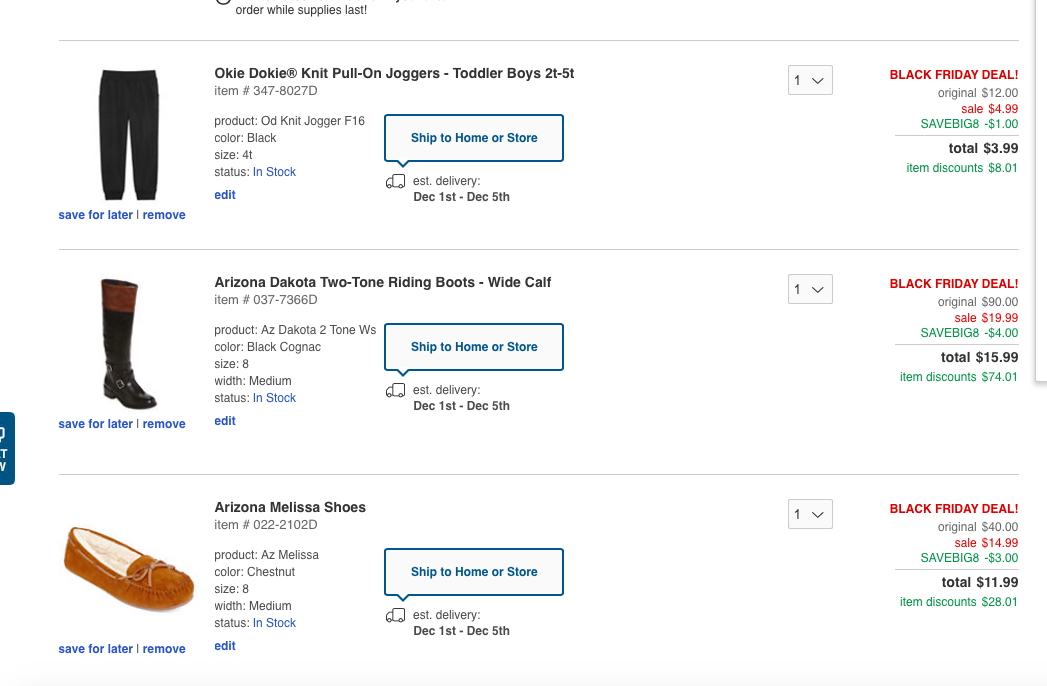 order while supplies last!
Okie Dokie® Knit Pull-On Joggers - Toddler Boys 2t-5t
item # 347-8027D
product: Od Knit Jogger F16
color: Black
size: 4t
status: In Stock
edit
Ship to Home or Store
est. delivery:
Dec 1st - Dec 5th
1
BLACK FRIDAY DEAL!
original $12.00
sale $4.99
SAVEBIG8 -$1.00
total $3.99
item discounts $8.01
save for later | remove
Arizona Dakota Two-Tone Riding Boots - Wide Calf
item # 037-7366D
product: Az Dakota 2 Tone Ws
color: Black Cognac
size: 8
width: Medium
status: In Stock
edit
Ship to Home or Store
est. delivery:
Dec 1st - Dec 5th
1
BLACK FRIDAY DEAL!
original $90.00
sale $19.99
SAVEBIG8 -$4.00
total $15.99
item discounts $74.01
save for later | remove
Arizona Melissa Shoes
item # 022-2102D
product: Az Melissa
color: Chestnut
size: 8
width: Medium
status: In Stock
edit
Ship to Home or Store
est. delivery:
Dec 1st - Dec 5th
1
BLACK FRIDAY DEAL!
original $40.00
sale $14.99
SAVEBIG8 -$3.00
total $11.99
item discounts $28.01
save for later | remove